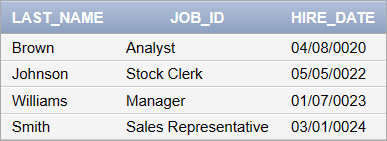 LAST_NAME JOB_ID HIRE_DATE
Brown Analyst 04/08/0020
Johnson Stock Clerk 05/05/0022
Williams Manager 01/07/0023
Smith Sales Representative 03/01/0024